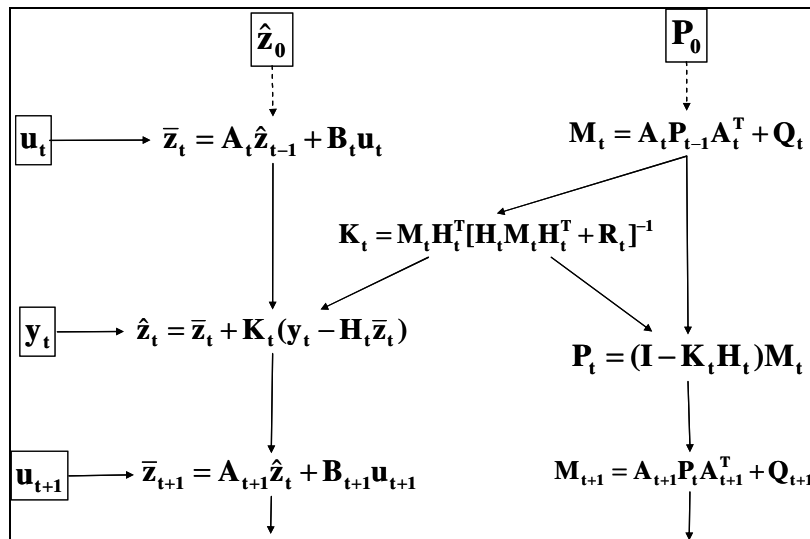 ẑ₀ P₀
uₜ z̄ₜ = Aₜẑₜ₋₁ + Bₜuₜ Mₜ = AₜPₜ₋₁Aₜᵀ + Qₜ
Kₜ = MₜHₜᵀ[HₜMₜHₜᵀ + Rₜ]⁻¹
yₜ ẑₜ = z̄ₜ + Kₜ(yₜ − Hₜz̄ₜ)
Pₜ = (I − KₜHₜ)Mₜ
uₜ₊₁ z̄ₜ₊₁ = Aₜ₊₁ẑₜ + Bₜ₊₁uₜ₊₁ Mₜ₊₁ = Aₜ₊₁PₜAₜ₊₁ᵀ + Qₜ₊₁